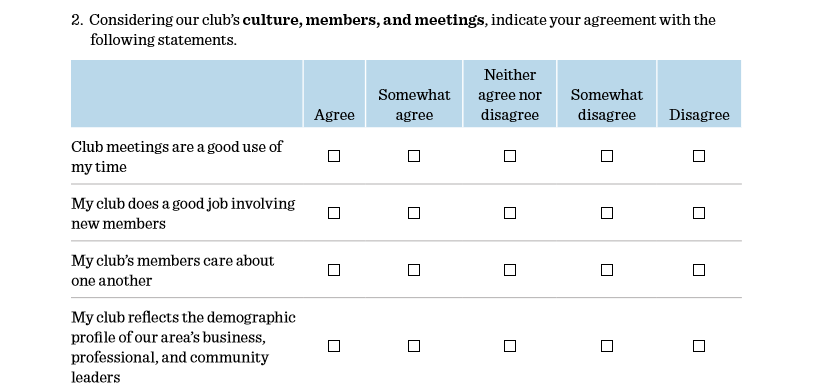 2. Considering our club’s culture, members, and meetings, indicate your agreement with the
following statements.
Agree
Somewhat
agree
Neither
agree nor
disagree
Somewhat
disagree
Disagree
Club meetings are a good use of
my time
My club does a good job involving
new members
My club’s members care about
one another
My club reflects the demographic
profile of our area’s business,
professional, and community
leaders